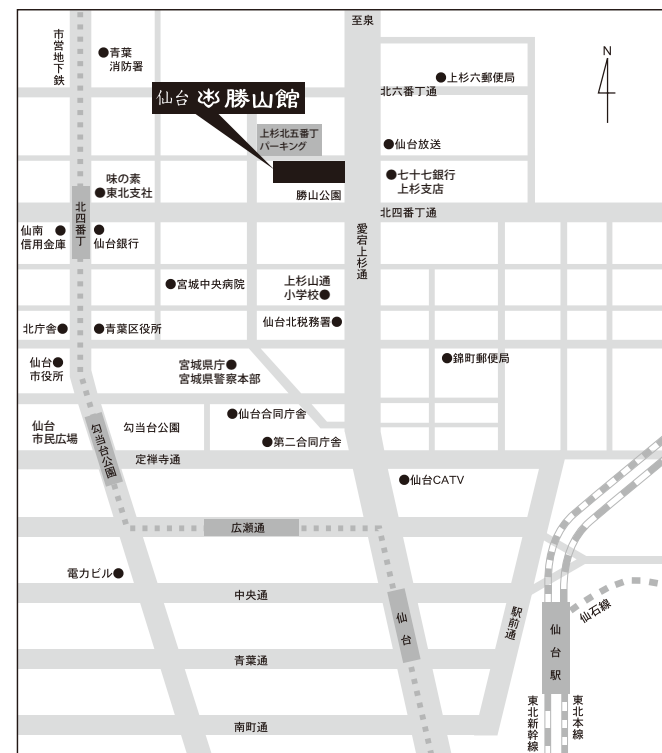 至泉
市営地下鉄
青葉
消防署
上杉六郵便局
N
北六番丁通
仙台 勝山館
上杉北五番丁
パーキング
仙台放送
味の素
東北支社
七十七銀行
上杉支店
勝山公園
北四番丁通
北四番丁
仙南
信用金庫
仙台銀行
愛宕上杉通
宮城中央病院
上杉山通
小学校
北庁舎
青葉区役所
仙台北税務署
仙台
市役所
宮城県庁
宮城県警察本部
錦町郵便局
仙台
市民広場
勾当台公園
仙台合同庁舎
勾当台公園
第二合同庁舎
定禅寺通
仙台CATV
広瀬通
電力ビル
中央通
仙台
駅前通
仙台駅
仙石線
青葉通
南町通
東北新幹線
東北本線